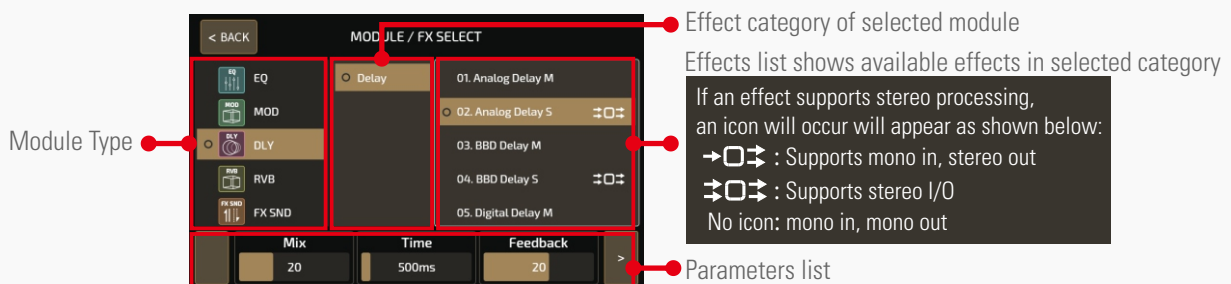 Effect category of selected module
< BACK
MODULE / FX SELECT
Effects list shows available effects in selected category
EQ
EQ
Delay
01. Analog Delay M
If an effect supports stereo processing,
MOD
MOD
02. Analog Delay S
an icon will occur will appear as shown below:
Module Type
DLY
DLY
03. BBD Delay M
: Supports mono in, stereo out
RVB
RVB
04. BBD Delay S
: Supports stereo I/O
FX SND
FX SND
05. Digital Delay M
No icon: mono in, mono out
Mix
Time
Feedback
20
500ms
20
>
Parameters list